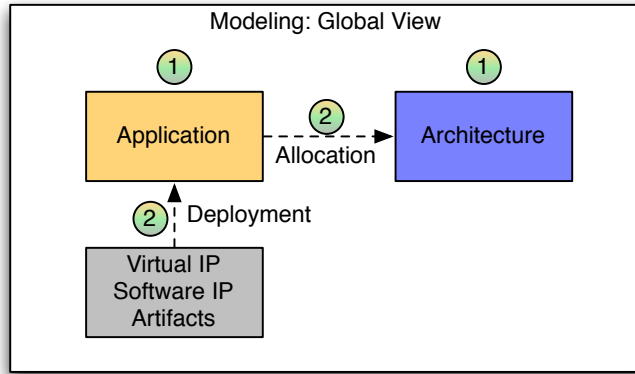 Modeling: Global View
1
1
Application
2
Allocation
Architecture
2
Deployment
Virtual IP
Software IP
Artifacts